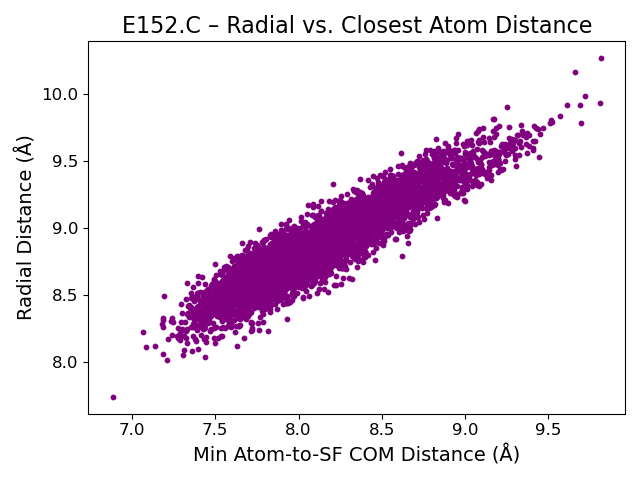 E152.C – Radial vs. Closest Atom Distance
Radial Distance (Å)
10.0
9.5
9.0
8.5
8.0
7.0 7.5 8.0 8.5 9.0 9.5
Min Atom-to-SF COM Distance (Å)